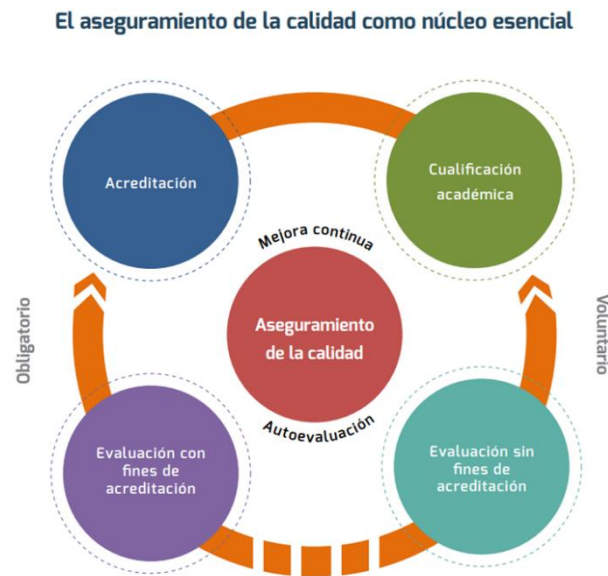 El aseguramiento de la calidad como núcleo esencial
Acreditación
Cualificación
académica
Mejora continua
Obligatorio
Aseguramiento
de la calidad
Voluntario
Autoevaluación
Evaluación con
fines de
acreditación
Evaluación sin
fines de
acreditación